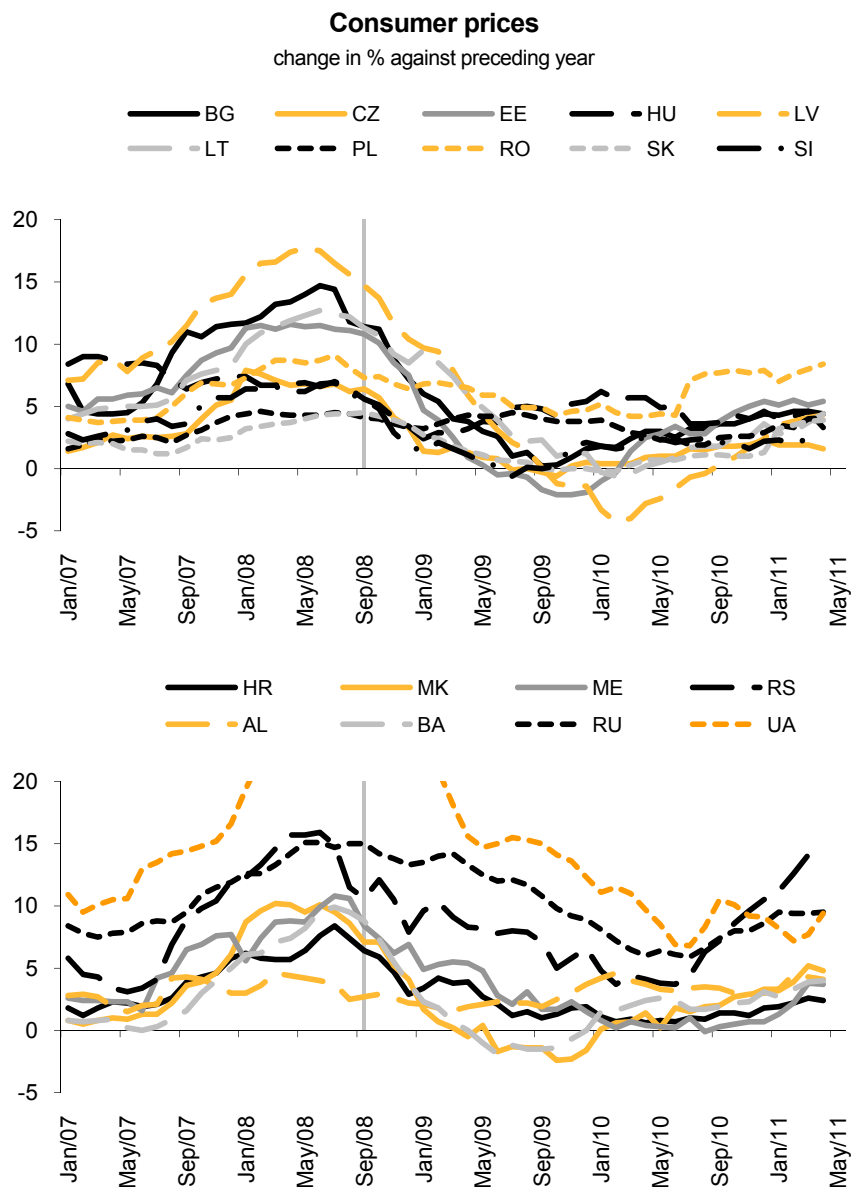 Consumer prices
change in % against preceding year
BG CZ EE HU LV
LT PL RO SK SI
20
15
10
5
0
-5
Jan/07 May/07 Sep/07 Jan/08 May/08 Sep/08 Jan/09 May/09 Sep/09 Jan/10 May/10 Sep/10 Jan/11 May/11
HR MK ME RS
AL BA RU UA
20
15
10
5
0
-5
Jan/07 May/07 Sep/07 Jan/08 May/08 Sep/08 Jan/09 May/09 Sep/09 Jan/10 May/10 Sep/10 Jan/11 May/11